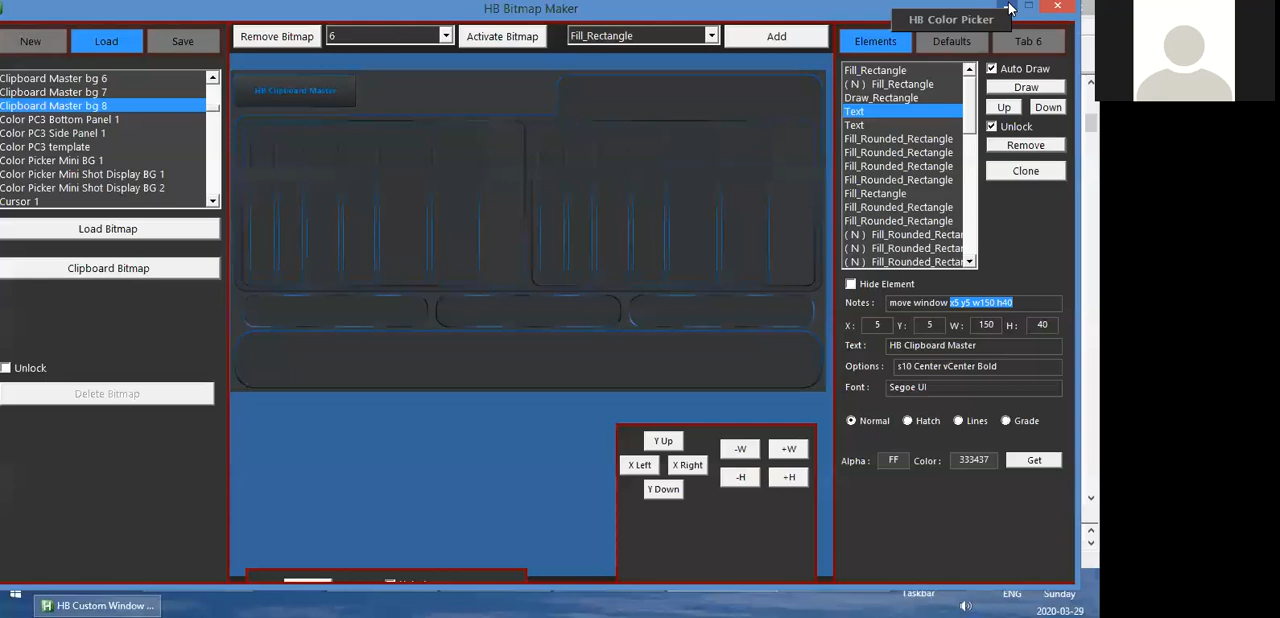 HB Bitmap Maker
HB Color Picker
New
Load
Save
Remove Bitmap
6
Activate Bitmap
Fill_Rectangle
Add
Elements
Defaults
Tab 6
Clipboard Master bg 6
Clipboard Master bg 7
Clipboard Master bg 8
Color PC3 Bottom Panel 1
Color PC3 Side Panel 1
Color PC3 template
Color Picker Mini BG 1
Color Picker Mini Shot Display BG 1
Color Picker Mini Shot Display BG 2
Cursor 1
Load Bitmap
Clipboard Bitmap
Unlock
Delete Bitmap
HB Clipboard Master
Y Up
X Left
X Right
Y Down
-W
+W
-H
+H
Fill_Rectangle
( N ) Fill_Rectangle
Draw_Rectangle
Text
Text
Fill_Rounded_Rectangle
Fill_Rounded_Rectangle
Fill_Rounded_Rectangle
Fill_Rounded_Rectangle
Fill_Rectangle
Fill_Rounded_Rectangle
Fill_Rounded_Rectangle
( N ) Fill_Rounded_Rectar
( N ) Fill_Rounded_Rectar
( N ) Fill_Rounded_Rectar
Auto Draw
Draw
Up
Down
Unlock
Remove
Clone
Hide Element
Notes : move window x5 y5 w150 h40
X : 5 Y : 5 W : 150 H : 40
Text : HB Clipboard Master
Options : s10 Center vCenter Bold
Font : Segoe UI
Normal Hatch Lines Grade
Alpha : FF Color : 333437 Get
HB Custom Window ...
Taskbar
ENG
Sunday
2020-03-29